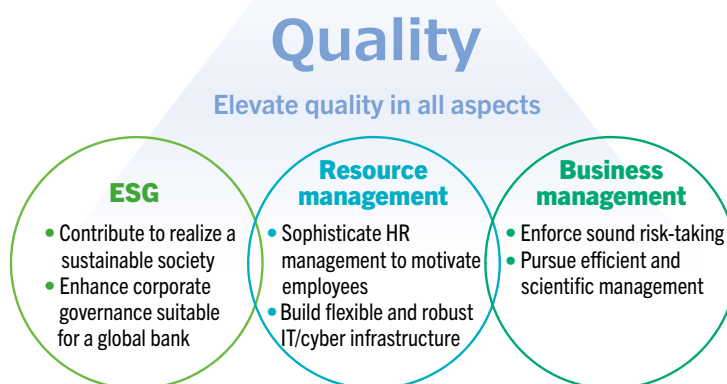 Quality
Elevate quality in all aspects
ESG
• Contribute to realize a
sustainable society
• Enhance corporate
governance suitable
for a global bank
Resource
management
• Sophisticate HR
management to motivate
employees
• Build flexible and robust
IT/cyber infrastructure
Business
management
• Enforce sound risk-taking
• Pursue efficient and
scientific management